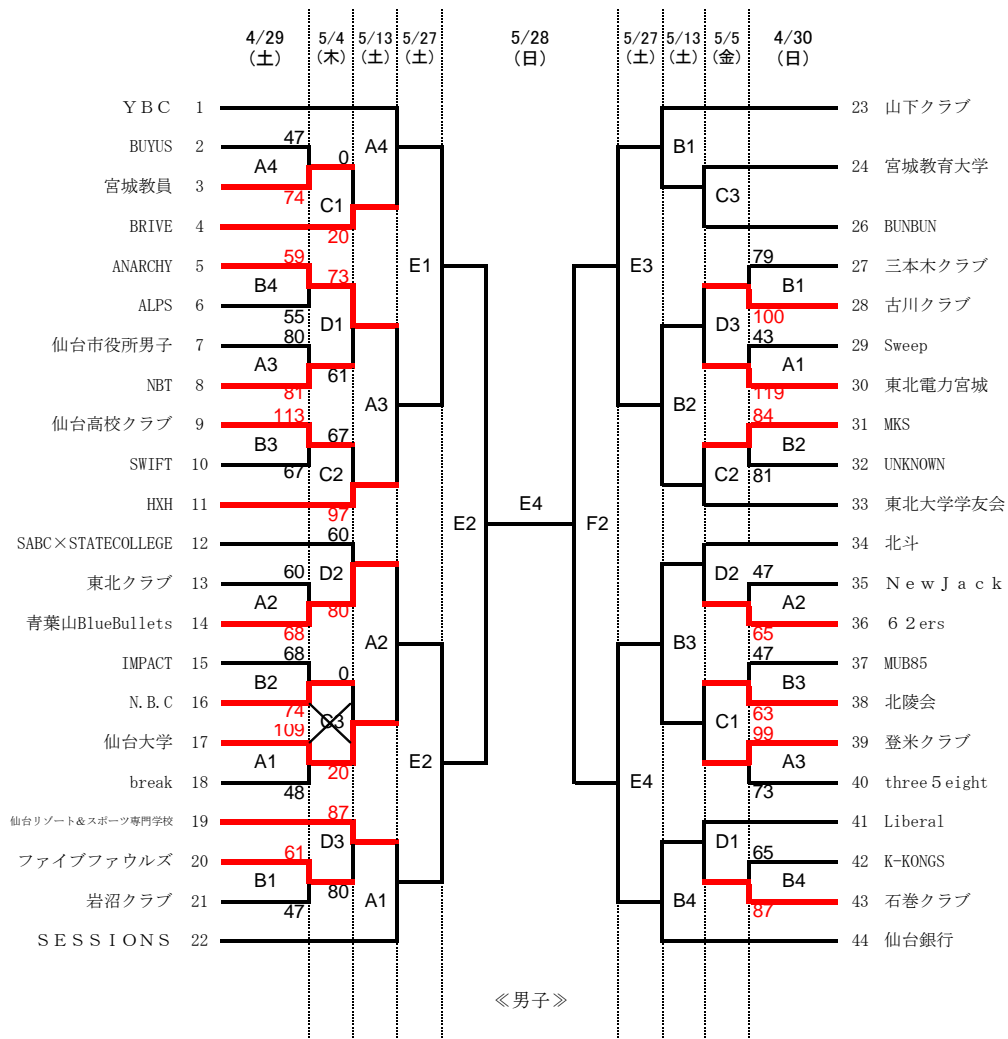 4/29 5/4 5/13 5/27 5/28 5/27 5/13 5/5 4/30
(土) (木) (土) (土) (日) (土) (土) (金) (日)
ＹＢＣ 1
BUYUS 2 47
A4 0 A4
宮城教員 3 74
C1
BRIVE 4 20
ANARCHY 5 59 73 E1
B4
ALPS 6 55
D1
仙台市役所男子 7 80
A3 61
NBT 8 81
A3
仙台高校クラブ 9 113
B3 67
SWIFT 10 67
C2
HXH 11 97
E2
SABC×STATECOLLEGE 12 60
D2
東北クラブ 13 60
A2 80
青葉山BlueBullets 14 68
A2
IMPACT 15 68
B2 0
N.B.C 16 74
C3
仙台大学 17 109
A1 20
break 18 48
E2
仙台リゾート&スポーツ専門学校 19 87
D3
ファイブファウルズ 20 61
B1 80
岩沼クラブ 21 47
A1
ＳＥＳＳＩＯＮＳ 22
E4
23 山下クラブ
B1
24 宮城教育大学
C3
26 BUNBUN
E3
79 27 三本木クラブ
B1
100 28 古川クラブ
D3
43 29 Sweep
A1
119 30 東北電力宮城
B2
84 31 MKS
B2
81 32 UNKNOWN
C2
33 東北大学学友会
F2
34 北斗
D2
47 35 ＮｅｗＪａｃｋ
A2
65 36 ６２ers
B3
47 37 MUB85
B3
63 38 北陵会
C1
99 39 登米クラブ
A3
73 40 three５eight
E4
41 Liberal
D1
65 42 K-KONGS
B4
87 43 石巻クラブ
B4
44 仙台銀行
≪男子≫